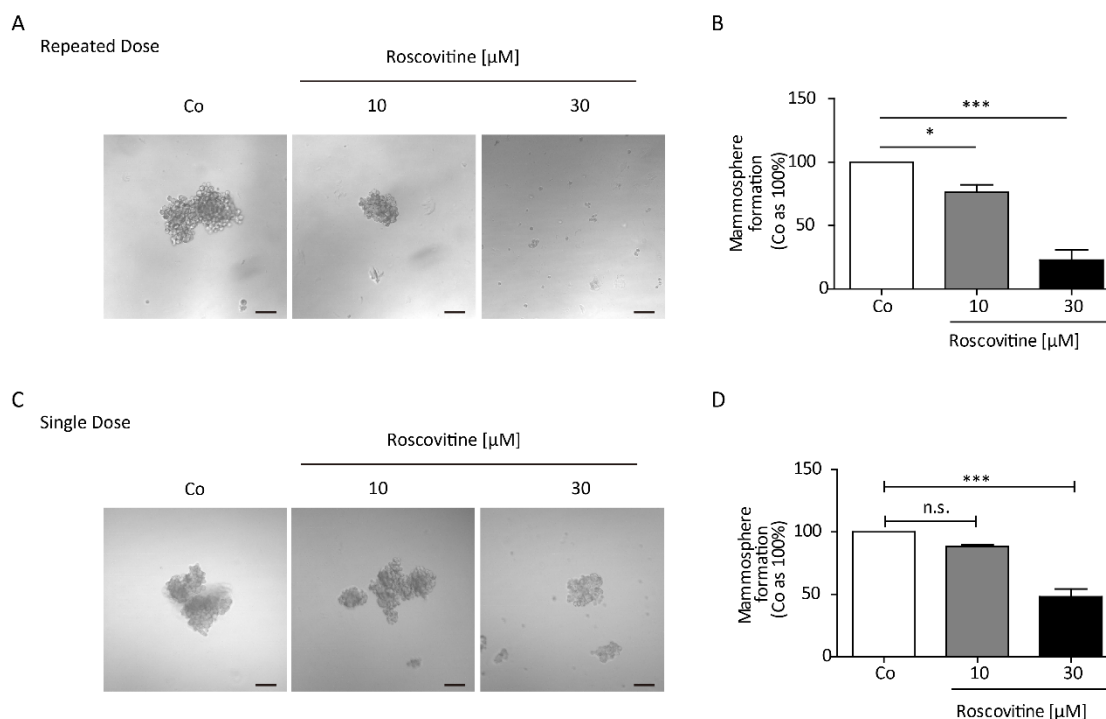 A
Repeated Dose
Roscovitine [µM]
Co
10
30
B
150
100
50
0
Mammosphere
formation
(Co as 100%)
***
*
Co
10
30
Roscovitine [µM]
C
Single Dose
Roscovitine [µM]
Co
10
30
D
150
100
50
0
Mammosphere
formation
(Co as 100%)
***
n.s.
Co
10
30
Roscovitine [µM]